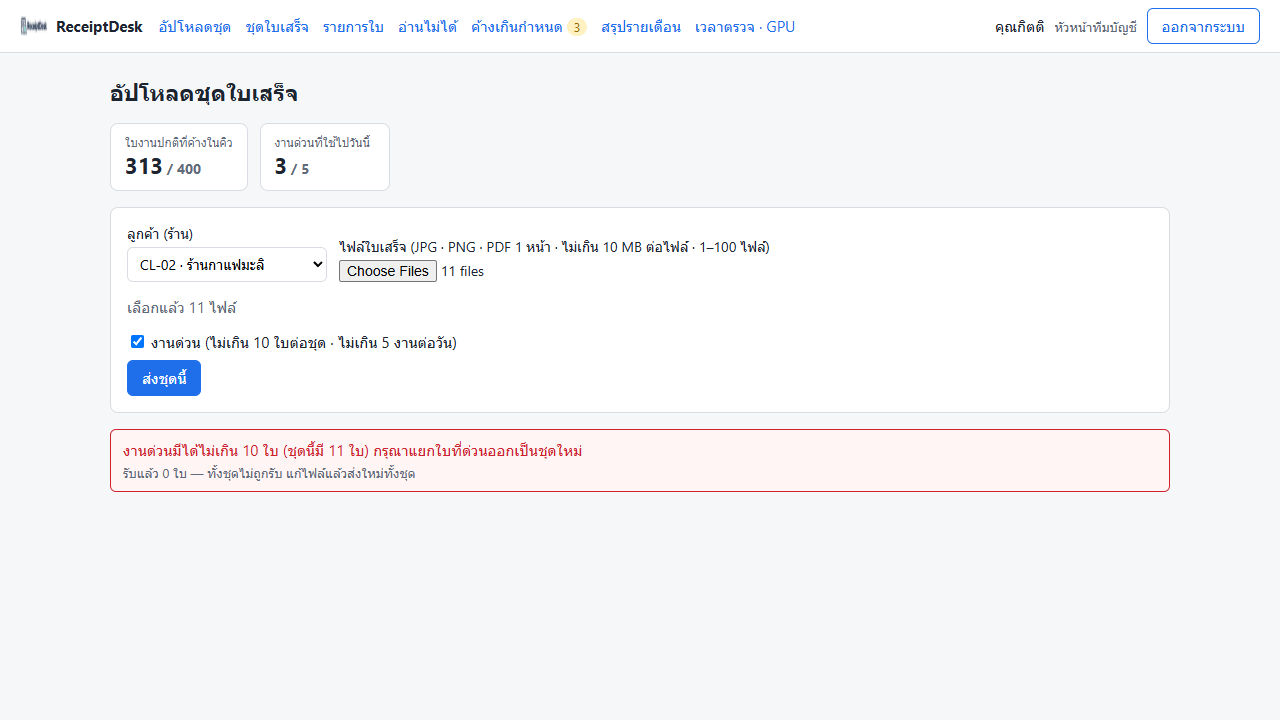 ReceiptDesk อัปโหลดชุด ชุดใบเสร็จ รายการใบ อ่านไม่ได้ ค้างเกินกำหนด 3 สรุปรายเดือน เวลาตรวจ · GPU คุณกิตติ หัวหน้าทีมบัญชี ออกจากระบบ
อัปโหลดชุดใบเสร็จ
ใบงานปกติที่ค้างในคิว
313 / 400
งานด่วนที่ใช้ไปวันนี้
3 / 5
ลูกค้า (ร้าน)
CL-02 · ร้านกาแฟมะลิ
ไฟล์ใบเสร็จ (JPG · PNG · PDF 1 หน้า · ไม่เกิน 10 MB ต่อไฟล์ · 1–100 ไฟล์)
Choose Files 11 files
เลือกแล้ว 11 ไฟล์
งานด่วน (ไม่เกิน 10 ใบต่อชุด · ไม่เกิน 5 งานต่อวัน)
ส่งชุดนี้
งานด่วนมีได้ไม่เกิน 10 ใบ (ชุดนี้มี 11 ใบ) กรุณาแยกใบที่ด่วนออกเป็นชุดใหม่
รับแล้ว 0 ใบ — ทั้งชุดไม่ถูกรับ แก้ไฟล์แล้วส่งใหม่ทั้งชุด